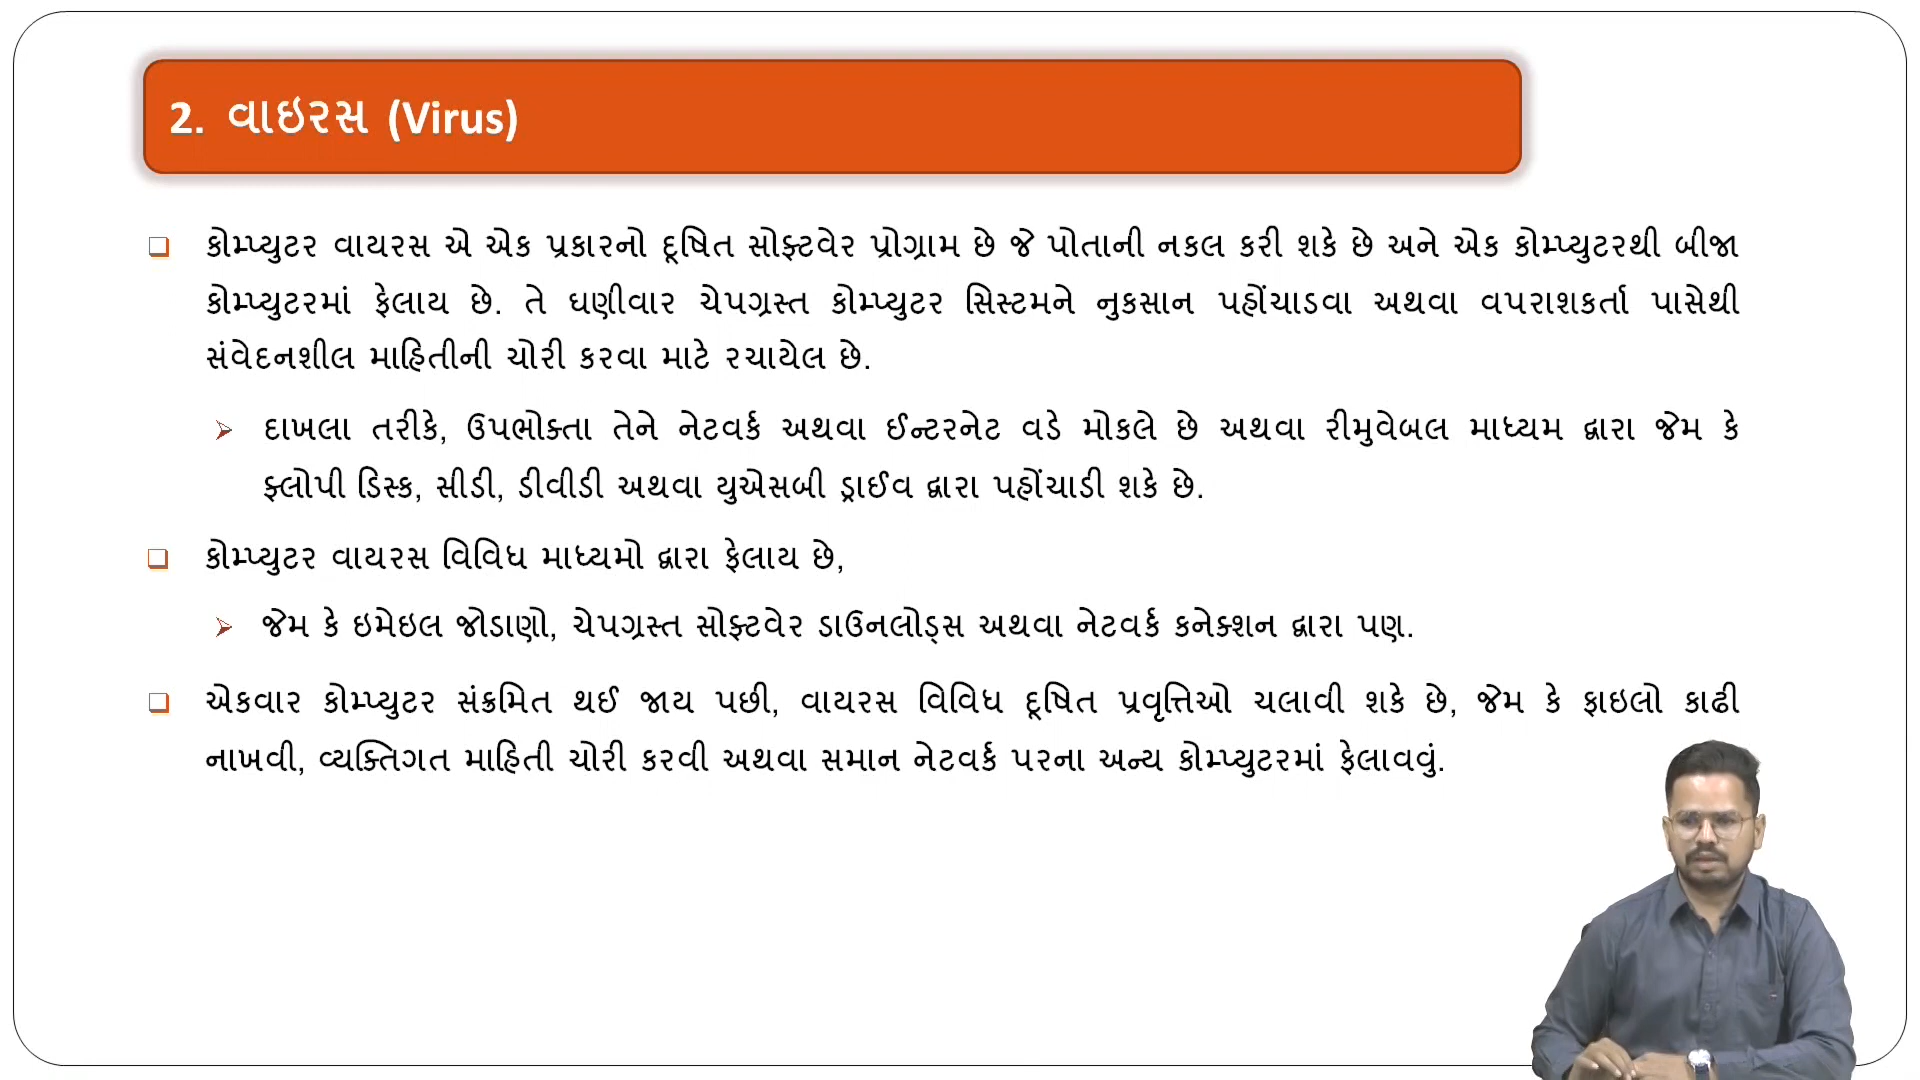 2. વાઇરસ (Virus)
કોમ્પ્યુટર વાયરસ એ એક પ્રકારનો દૂષિત સોફ્ટવેર પ્રોગ્રામ છે જે પોતાની નકલ કરી શકે છે અને એક કોમ્પ્યુટરથી બીજા
કોમ્પ્યુટરમાં ફેલાય છે. તે ઘણીવાર ચેપગ્રસ્ત કોમ્પ્યુટર સિસ્ટમને નુકસાન પહોંચાડવા અથવા વપરાશકર્તા પાસેથી
સંવેદનશીલ માહિતીની ચોરી કરવા માટે રચાયેલ છે.
દાખલા તરીકે, ઉપભોક્તા તેને નેટવર્ક અથવા ઈન્ટરનેટ વડે મોકલે છે અથવા રીમુવેબલ માધ્યમ દ્વારા જેમ કે
ફ્લોપી ડિસ્ક, સીડી, ડીવીડી અથવા યુએસબી ડ્રાઈવ દ્વારા પહોંચાડી શકે છે.
કોમ્પ્યુટર વાયરસ વિવિધ માધ્યમો દ્વારા ફેલાય છે,
જેમ કે ઇમેઇલ જોડાણો, ચેપગ્રસ્ત સોફ્ટવેર ડાઉનલોડ્સ અથવા નેટવર્ક કનેક્શન દ્વારા પણ.
એકવાર કોમ્પ્યુટર સંક્રમિત થઈ જાય પછી, વાયરસ વિવિધ દૂષિત પ્રવૃત્તિઓ ચલાવી શકે છે, જેમ કે ફાઇલો કાઢી
નાખવી, વ્યક્તિગત માહિતી ચોરી કરવી અથવા સમાન નેટવર્ક પરના અન્ય કોમ્પ્યુટરમાં ફેલાવવું.